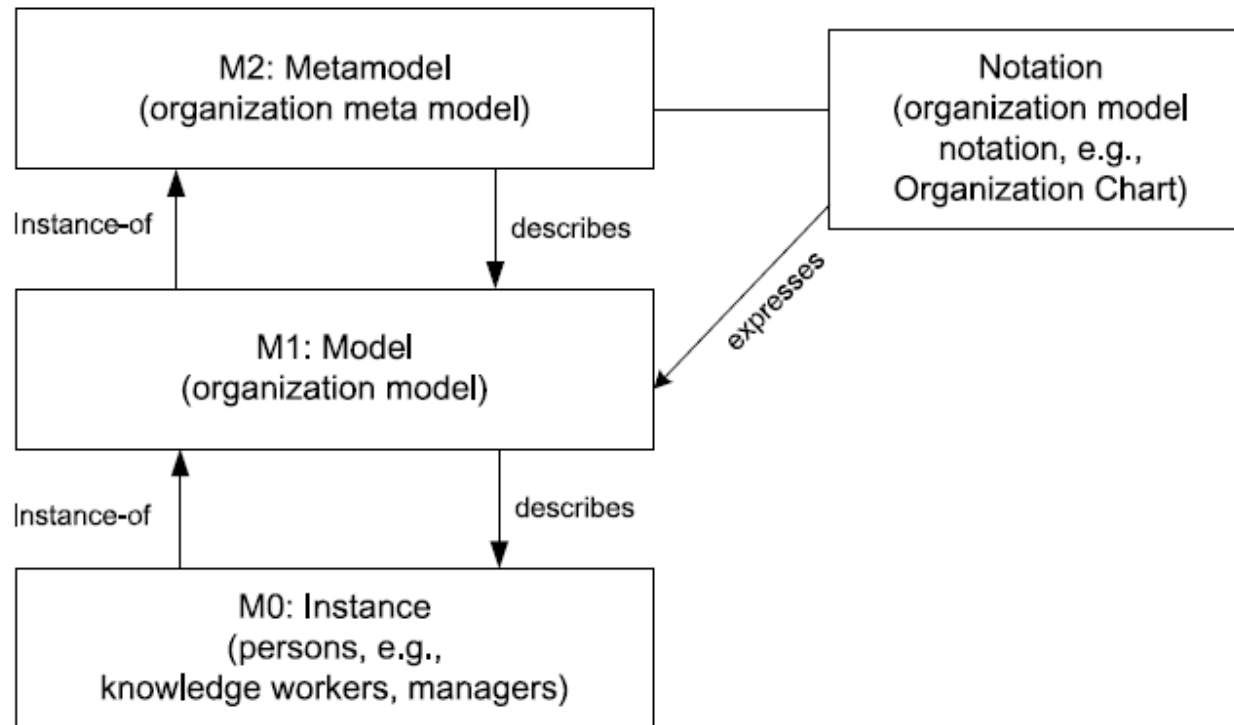 M2: Metamodel
(organization meta model)
Notation
(organization model
notation, e.g.,
Organization Chart)
Instance-of
describes
expresses
M1: Model
(organization model)
Instance-of
describes
M0: Instance
(persons, e.g.,
knowledge workers, managers)